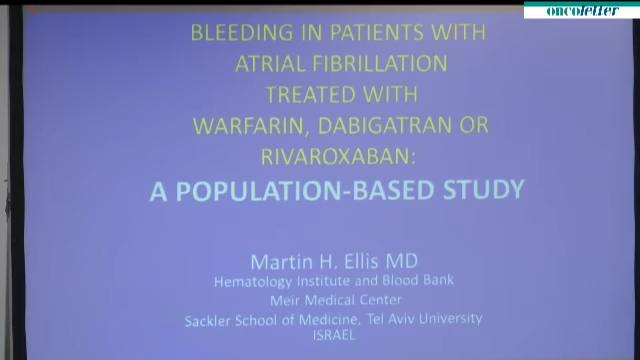 oncoletter
BLEEDING IN PATIENTS WITH
ATRIAL FIBRILLATION
TREATED WITH
WARFARIN, DABIGATRAN OR
RIVAROXABAN:
A POPULATION-BASED STUDY
Martin H. Ellis MD
Hematology Institute and Blood Bank
Meir Medical Center
Sackler School of Medicine, Tel Aviv University
ISRAEL